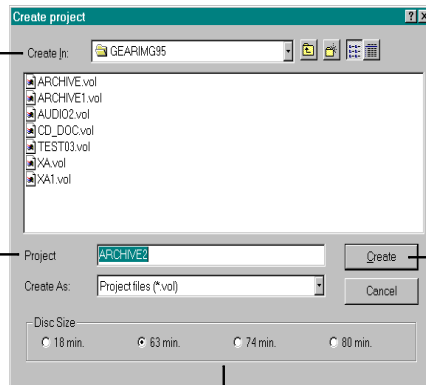 Create project
Create In: GEARIMG95
ARCHIVE.vol
ARCHIVE1.vol
AUDIO2.vol
CD_DOC.vol
TEST03.vol
XA.vol
XA1.vol
Project ARCHIVE2 Create
Create As: Project files (*.vol) Cancel
Disc Size
18 min. 63 min. 74 min. 80 min.